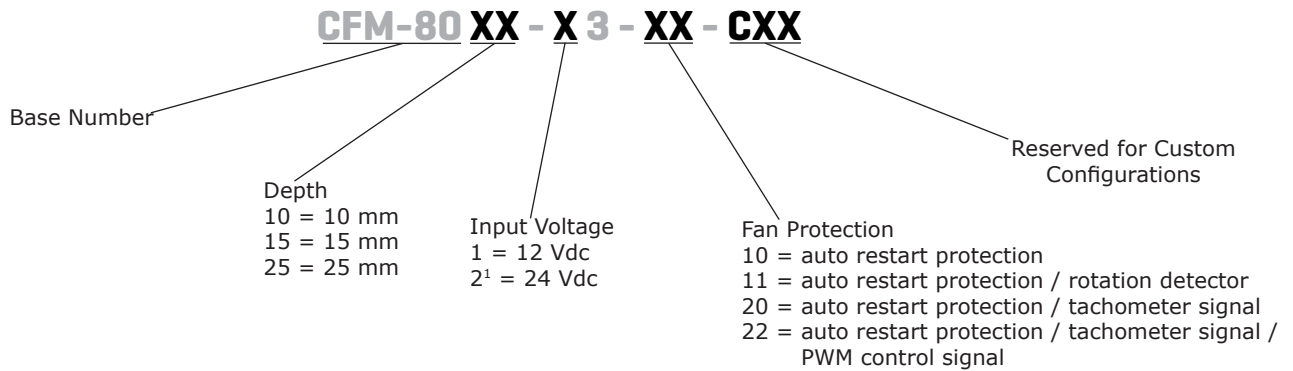 CFM-80 XX - X 3 - XX - CXX
Base Number
Depth
10 = 10 mm
15 = 15 mm
25 = 25 mm
Input Voltage
1 = 12 Vdc
2¹ = 24 Vdc
Fan Protection
10 = auto restart protection
11 = auto restart protection / rotation detector
20 = auto restart protection / tachometer signal
22 = auto restart protection / tachometer signal /
PWM control signal
Reserved for Custom
Configurations